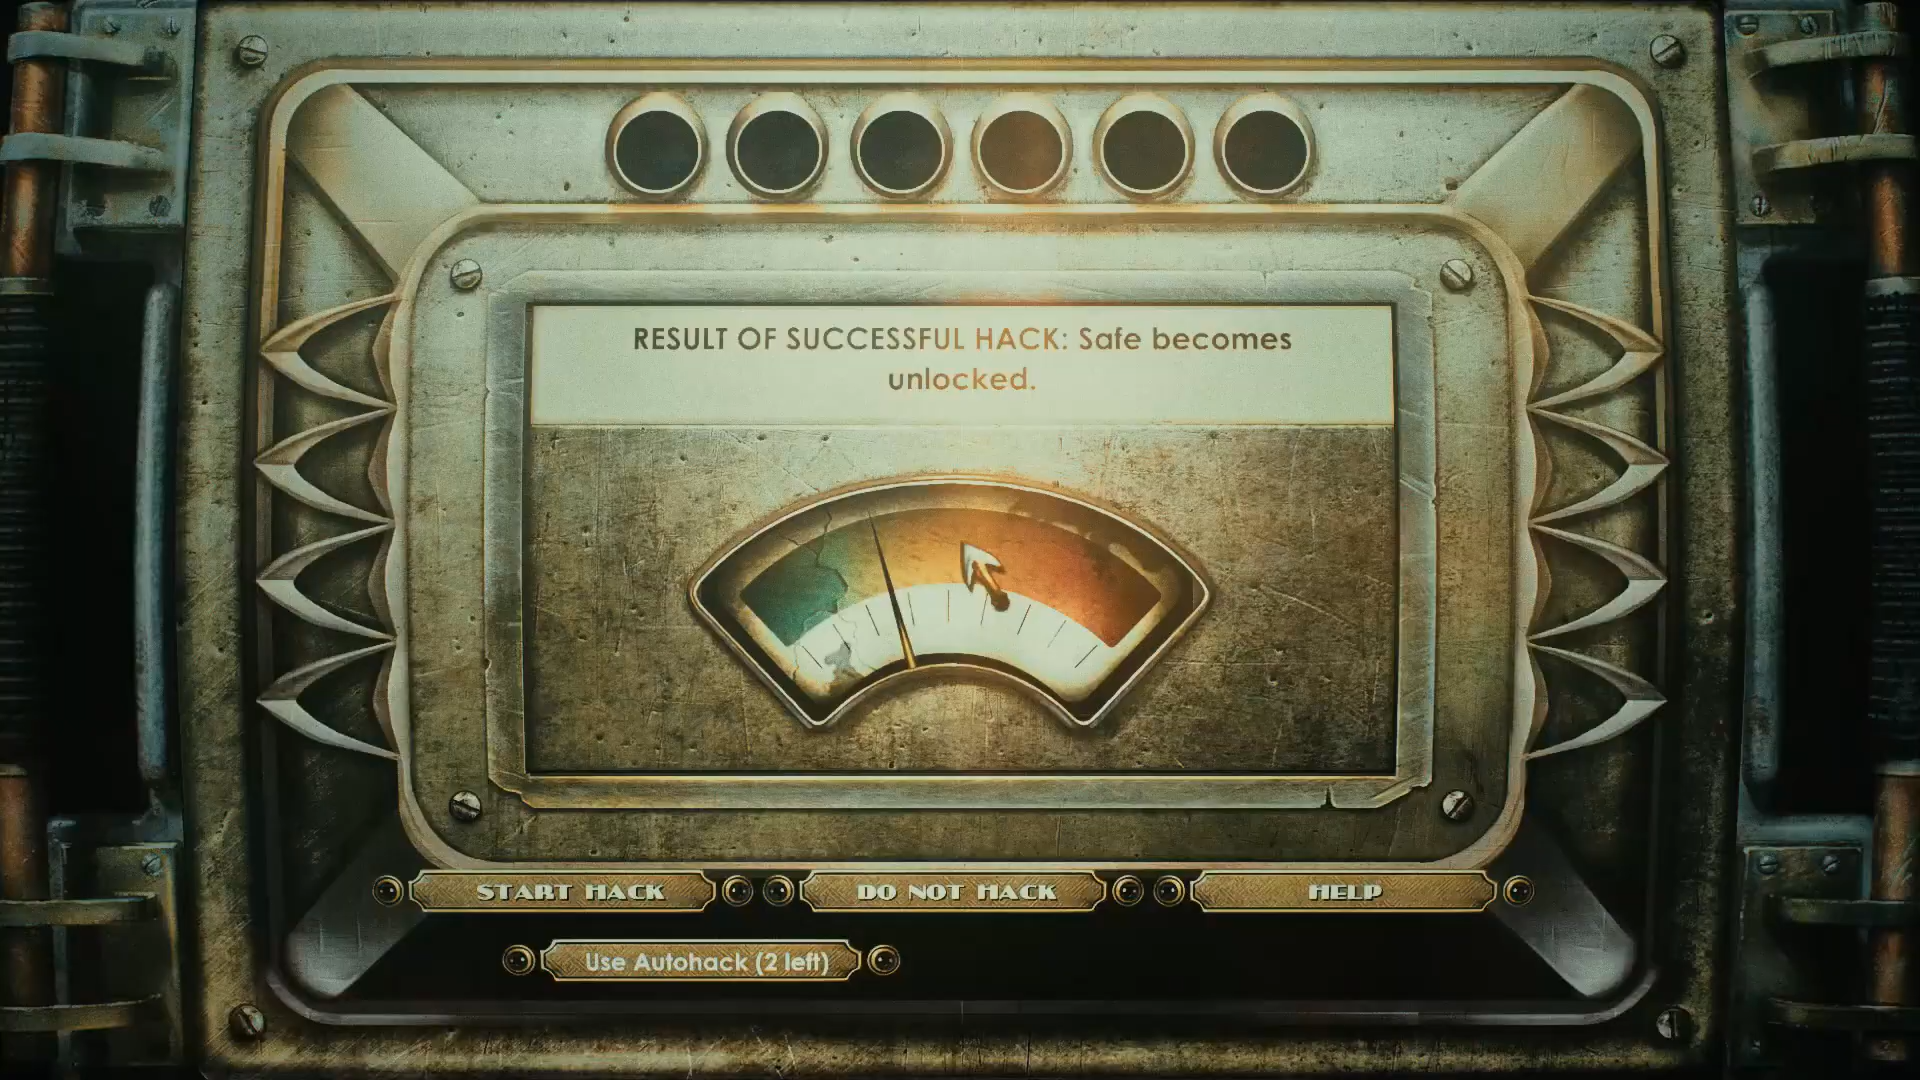 RESULT OF SUCCESSFUL HACK: Safe becomes
unlocked.
START HACK
DO NOT HACK
HELP
Use Autohack (2 left)